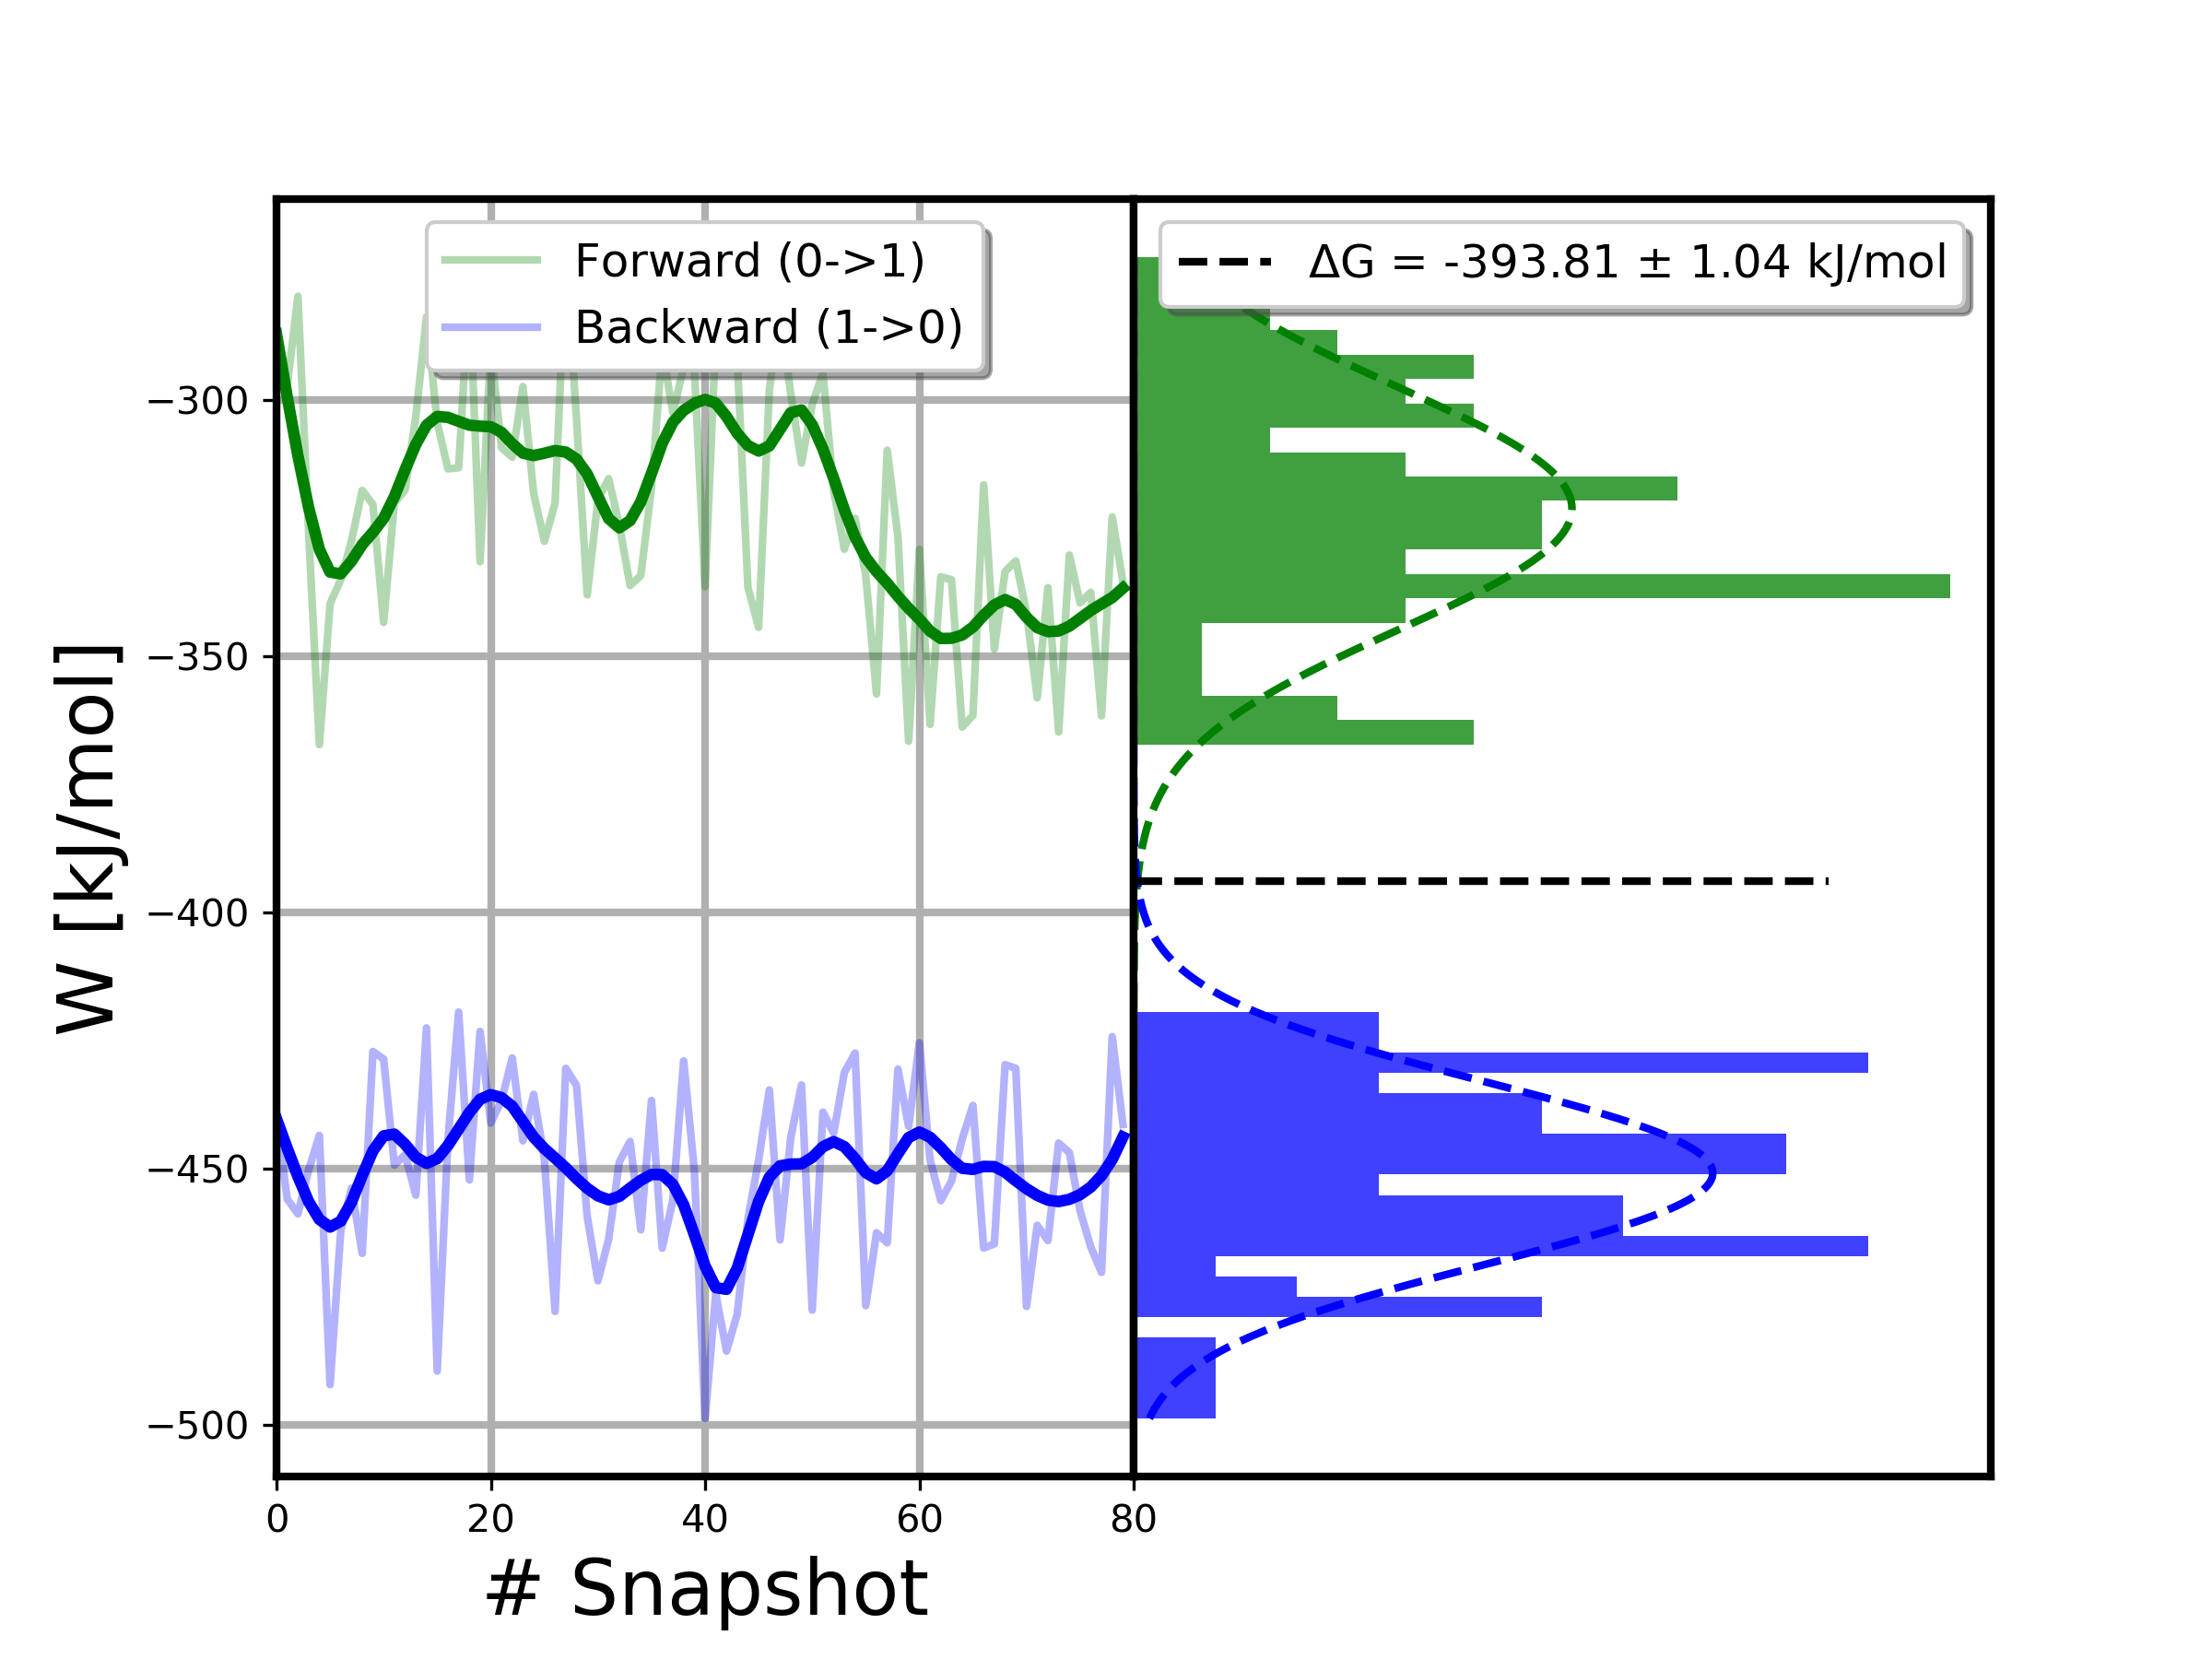 Forward (0->1)
Backward (1->0)
ΔG = -393.81 ± 1.04 kJ/mol
−300
−350
−400
−450
−500
W [kJ/mol]
0 20 40 60 80
# Snapshot